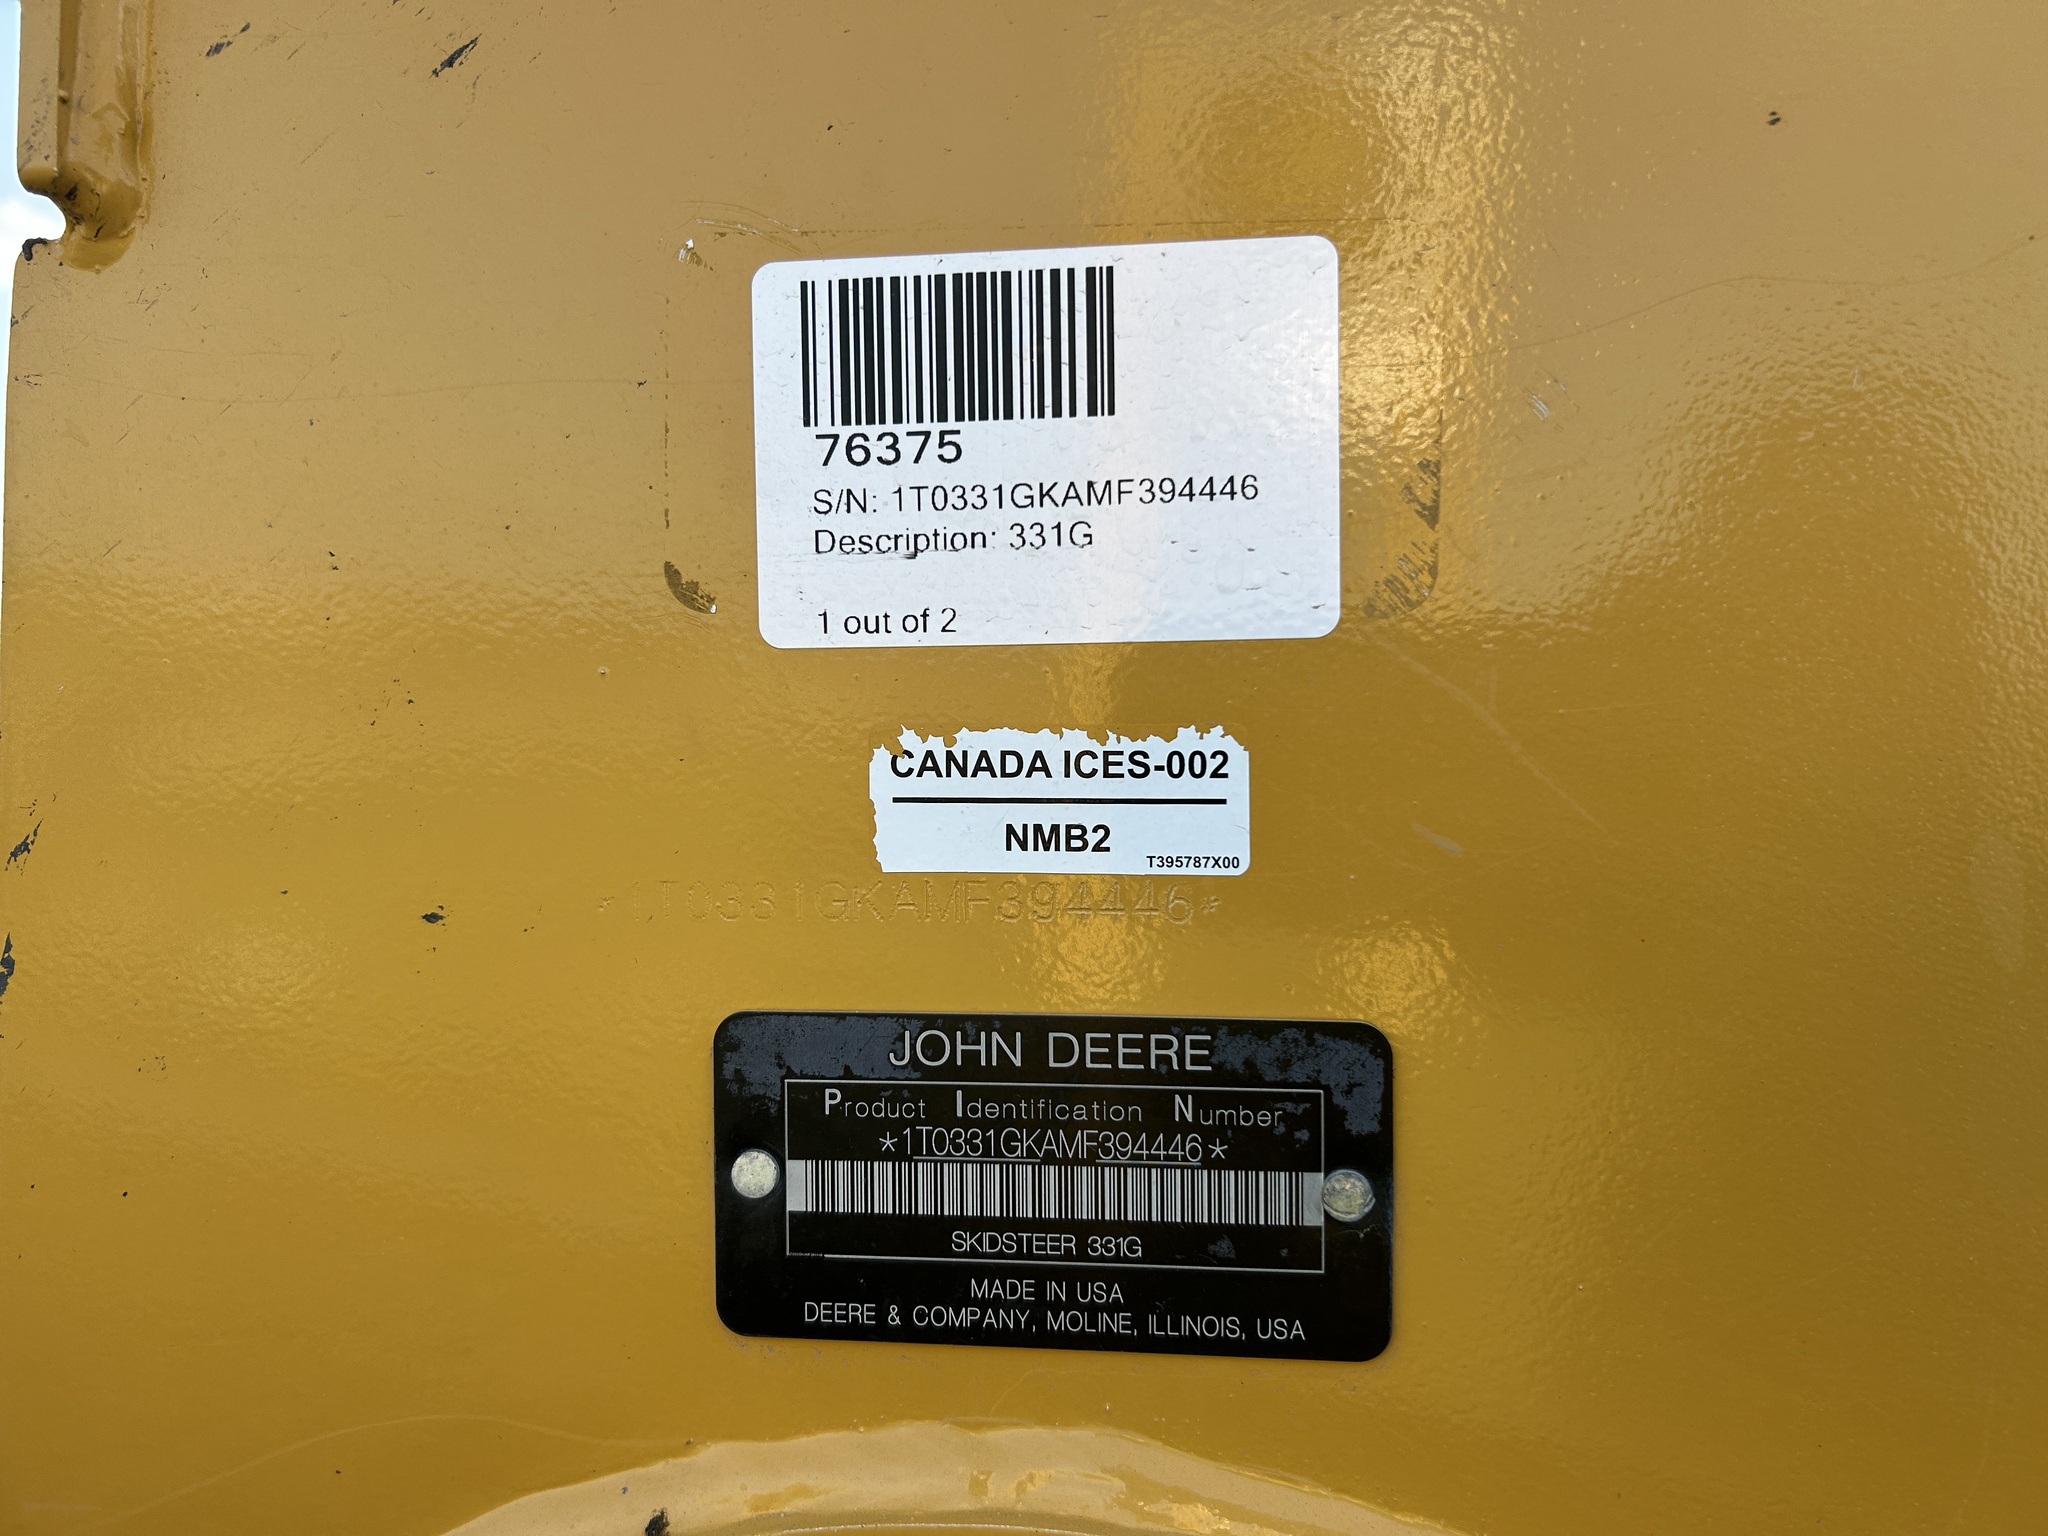 76375
S/N: 1T0331GKAMF394446
Description: 331G
1 out of 2
CANADA ICES-002
NMB2
T395787X00
*1T0331GKAMF394446*
JOHN DEERE
Product Identification Number
*1T0331GKAMF394446*
SKIDSTEER 331G
MADE IN USA
DEERE & COMPANY, MOLINE, ILLINOIS, USA